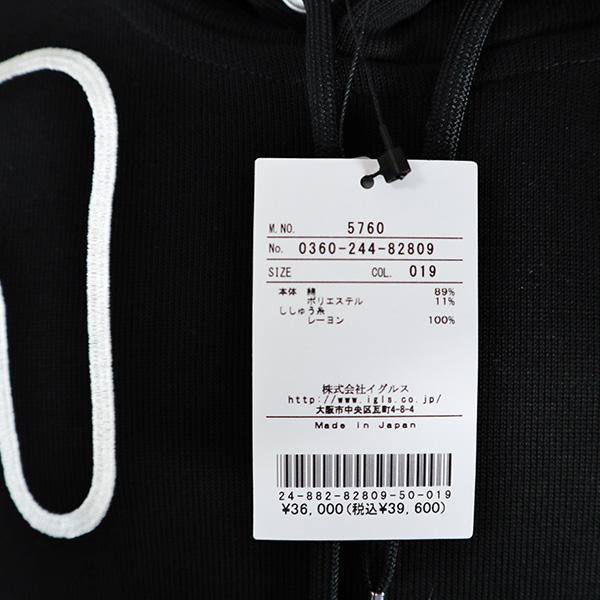 M.NO. 5760
No. 0360-244-82809
SIZE COL. 019
本体 綿 89%
ポリエステル 11%
ししゅう糸
レーヨン 100%
株式会社イグルス
http://www.igls.co.jp/
大阪市中央区瓦町4-8-4
Made in Japan
24-882-82809-50-019
¥36,000(税込¥39,600)